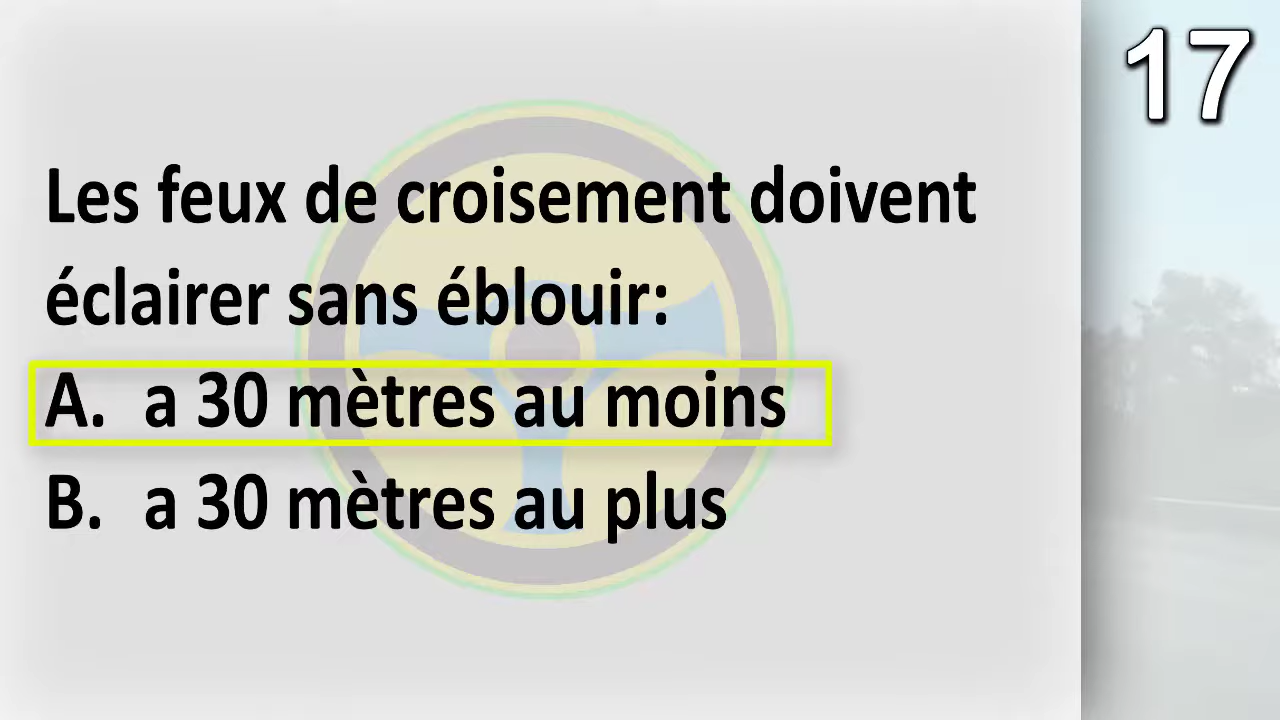 17
Les feux de croisement doivent
éclairer sans éblouir:
A. a 30 mètres au moins
B. a 30 mètres au plus